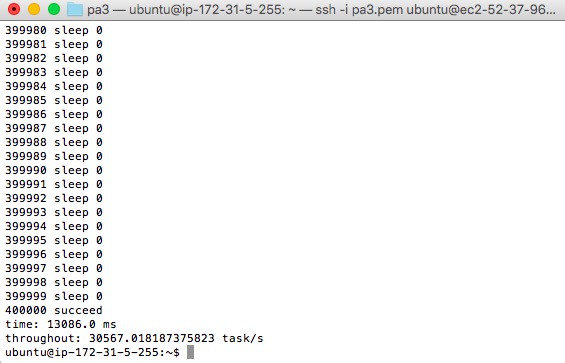 pa3 — ubuntu@ip-172-31-5-255: ~ — ssh -i pa3.pem ubuntu@ec2-52-37-96...
399980 sleep 0
399981 sleep 0
399982 sleep 0
399983 sleep 0
399984 sleep 0
399985 sleep 0
399986 sleep 0
399987 sleep 0
399988 sleep 0
399989 sleep 0
399990 sleep 0
399991 sleep 0
399992 sleep 0
399993 sleep 0
399994 sleep 0
399995 sleep 0
399996 sleep 0
399997 sleep 0
399998 sleep 0
399999 sleep 0
400000 succeed
time: 13086.0 ms
throughout: 30567.018187375823 task/s
ubuntu@ip-172-31-5-255:~$